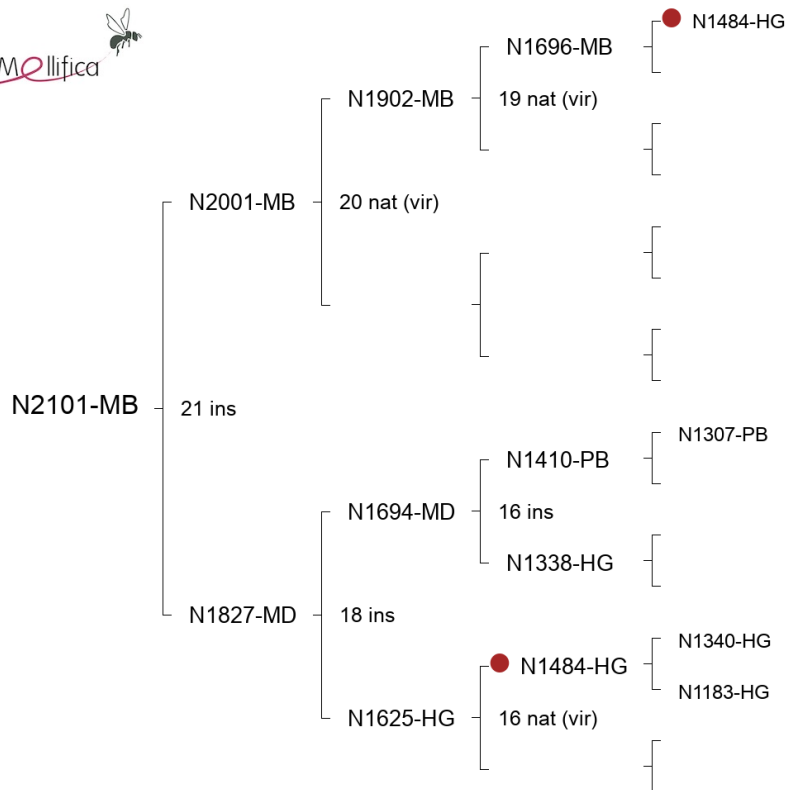 Mellifica
N1484-HG
N1696-MB
N1902-MB
19 nat (vir)
N2001-MB
20 nat (vir)
N2101-MB
21 ins
N1307-PB
N1410-PB
N1694-MD
16 ins
N1338-HG
N1827-MD
18 ins
N1340-HG
N1484-HG
N1183-HG
N1625-HG
16 nat (vir)